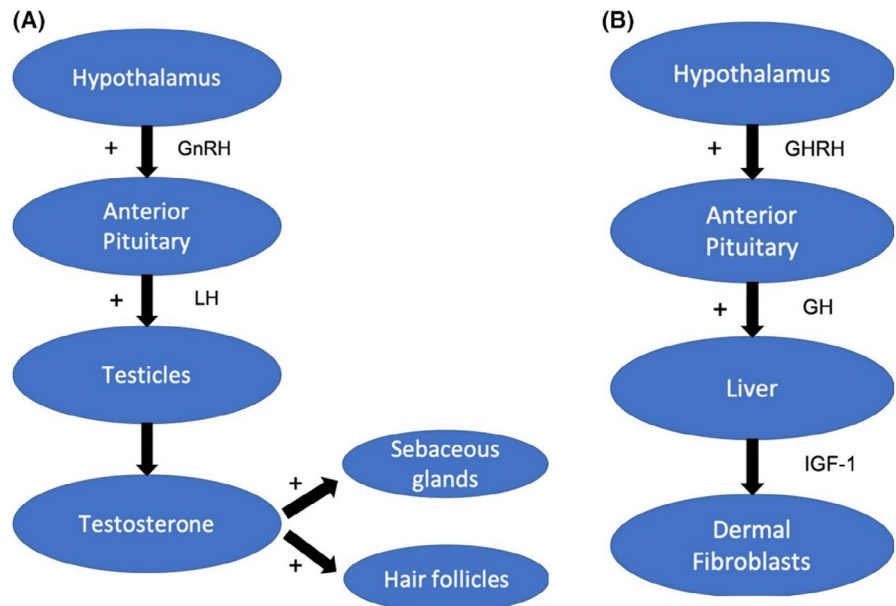 (A)
Hypothalamus
+ GnRH
Anterior
Pituitary
+ LH
Testicles
Testosterone
+
Sebaceous
glands
+
Hair follicles
(B)
Hypothalamus
+ GHRH
Anterior
Pituitary
+ GH
Liver
IGF-1
Dermal
Fibroblasts